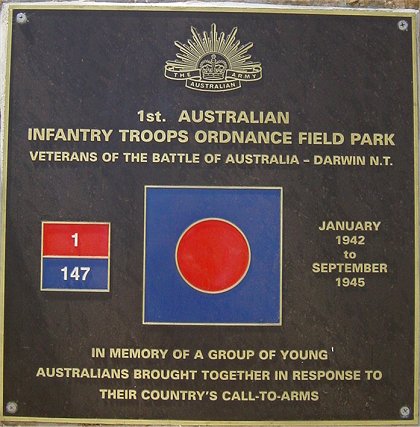 THE AUSTRALIAN ARMY
1st. AUSTRALIAN
INFANTRY TROOPS ORDNANCE FIELD PARK
VETERANS OF THE BATTLE OF AUSTRALIA – DARWIN N.T.
1
147
JANUARY
1942
to
SEPTEMBER
1945
IN MEMORY OF A GROUP OF YOUNG
AUSTRALIANS BROUGHT TOGETHER IN RESPONSE TO
THEIR COUNTRY'S CALL-TO-ARMS